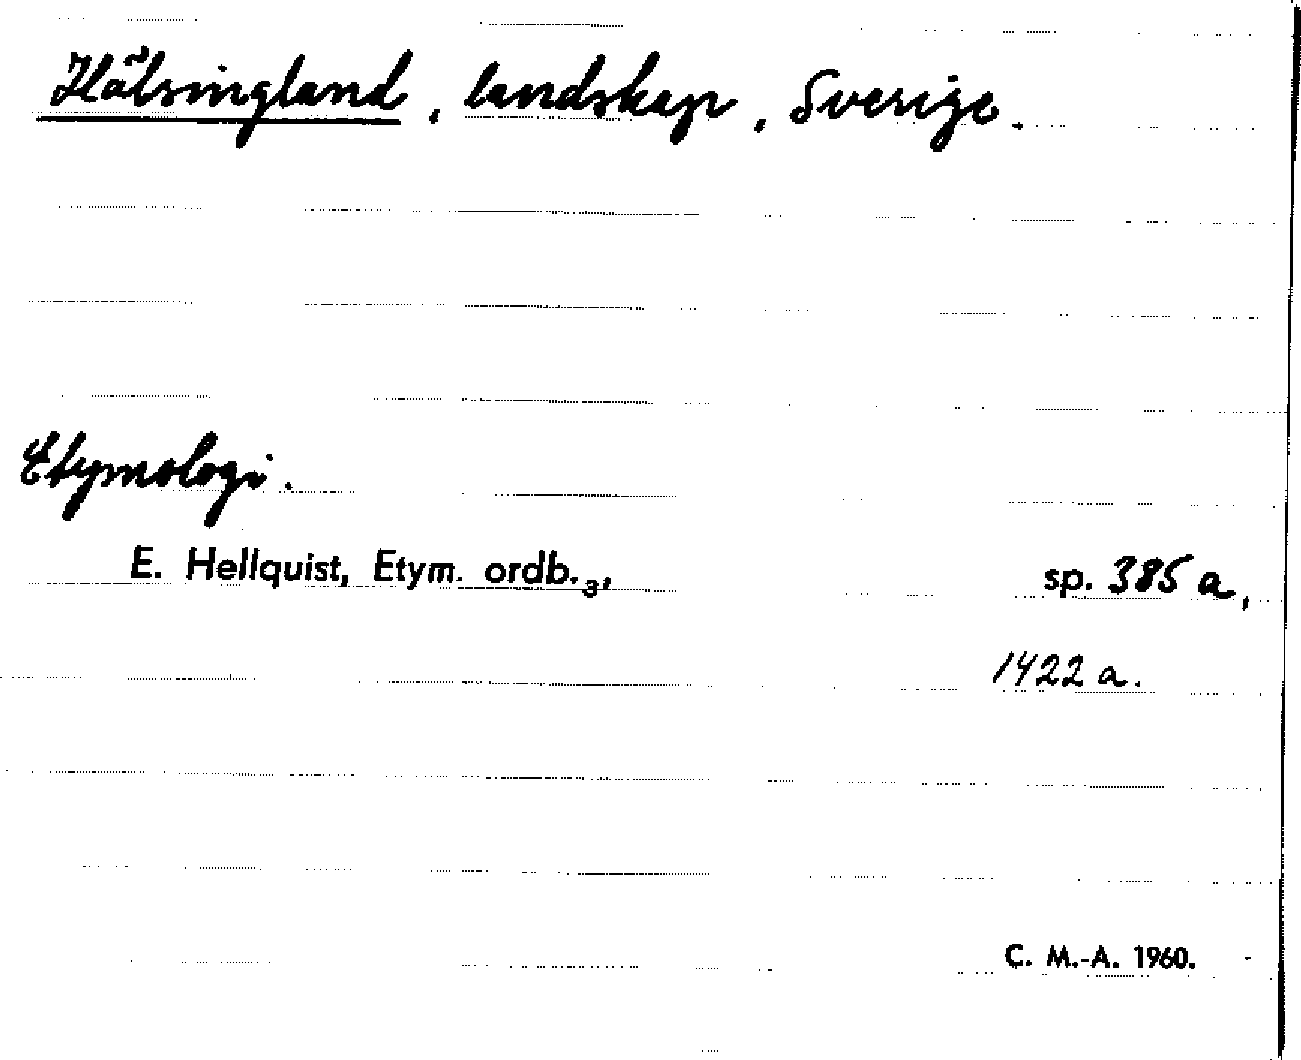 Hälsingland, landskap, Sverige.
Etymologi.
E. Hellquist, Etym. ordb.₃, sp. 385 a,
1422 a.
C. M.-A. 1960.